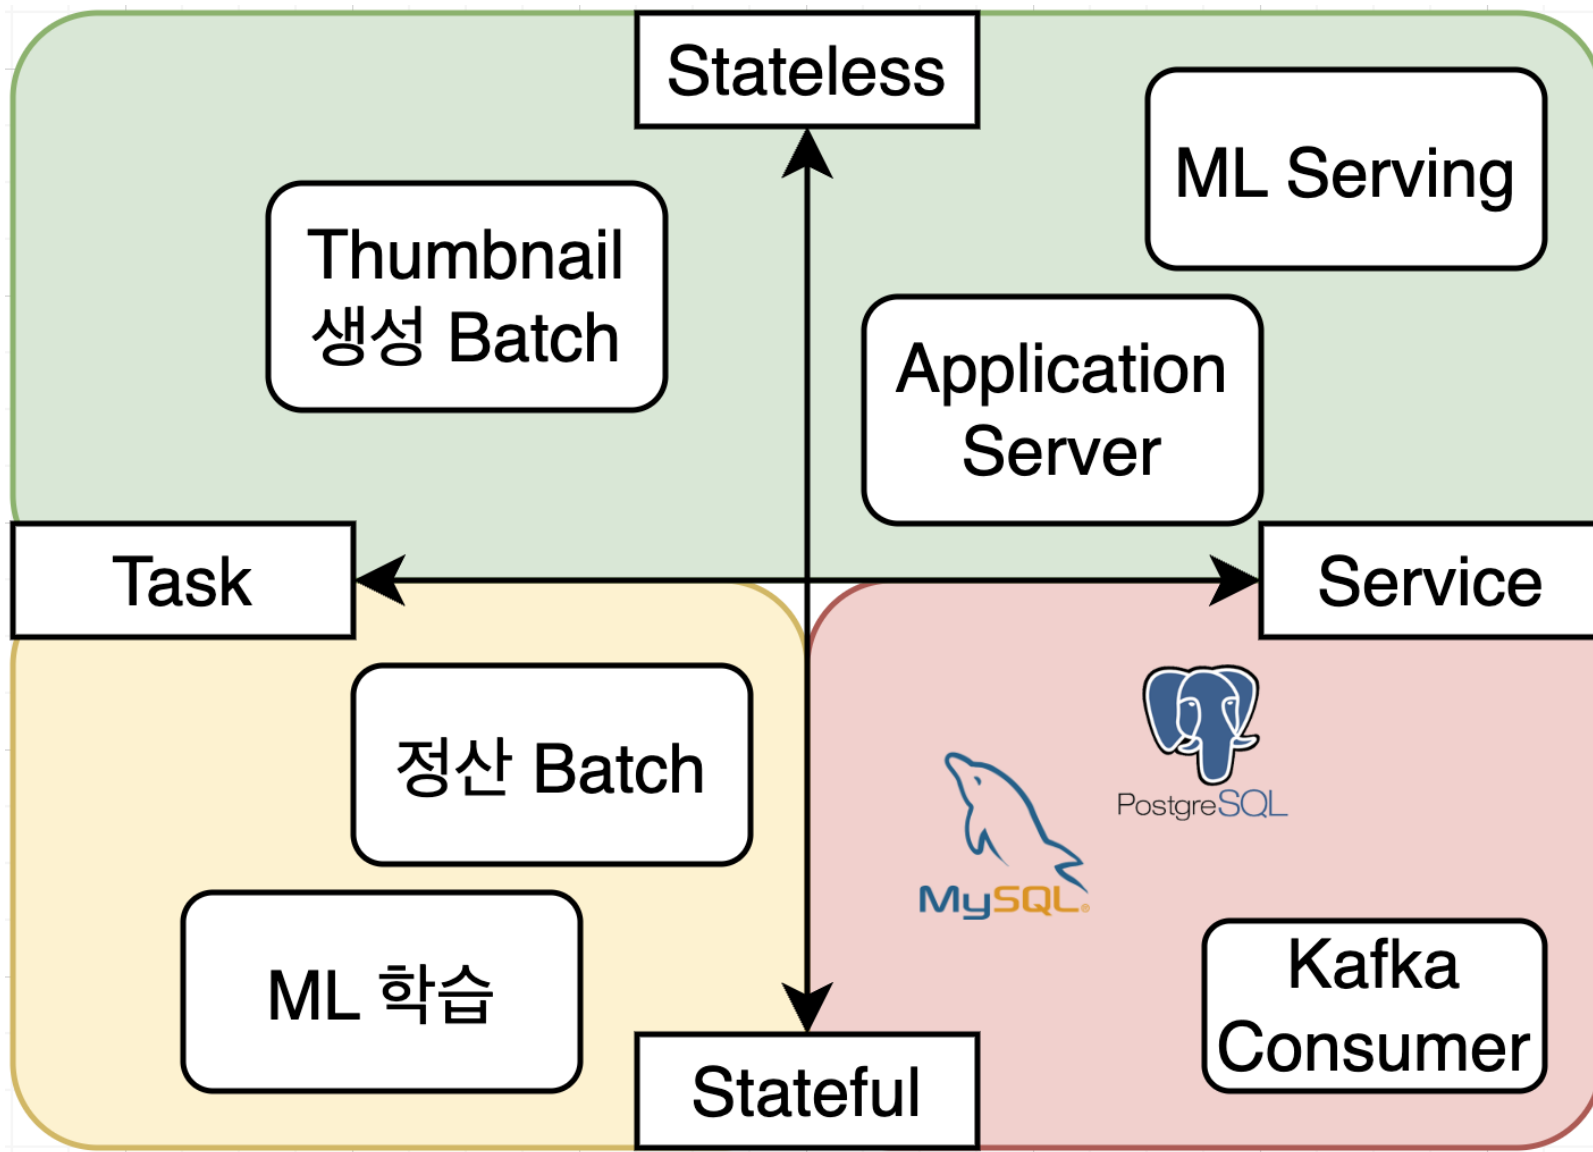 Stateless
ML Serving
Thumbnail
생성 Batch
Application
Server
Task
Service
정산 Batch
PostgreSQL
MySQL®
ML 학습
Kafka
Consumer
Stateful